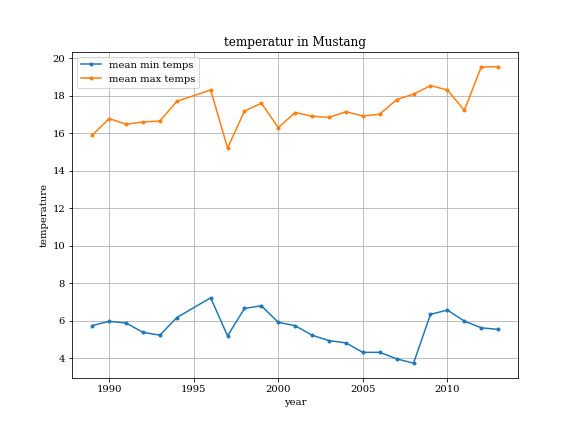 temperatur in Mustang
mean min temps
mean max temps
temperature
20
18
16
14
12
10
8
6
4
1990 1995 2000 2005 2010
year